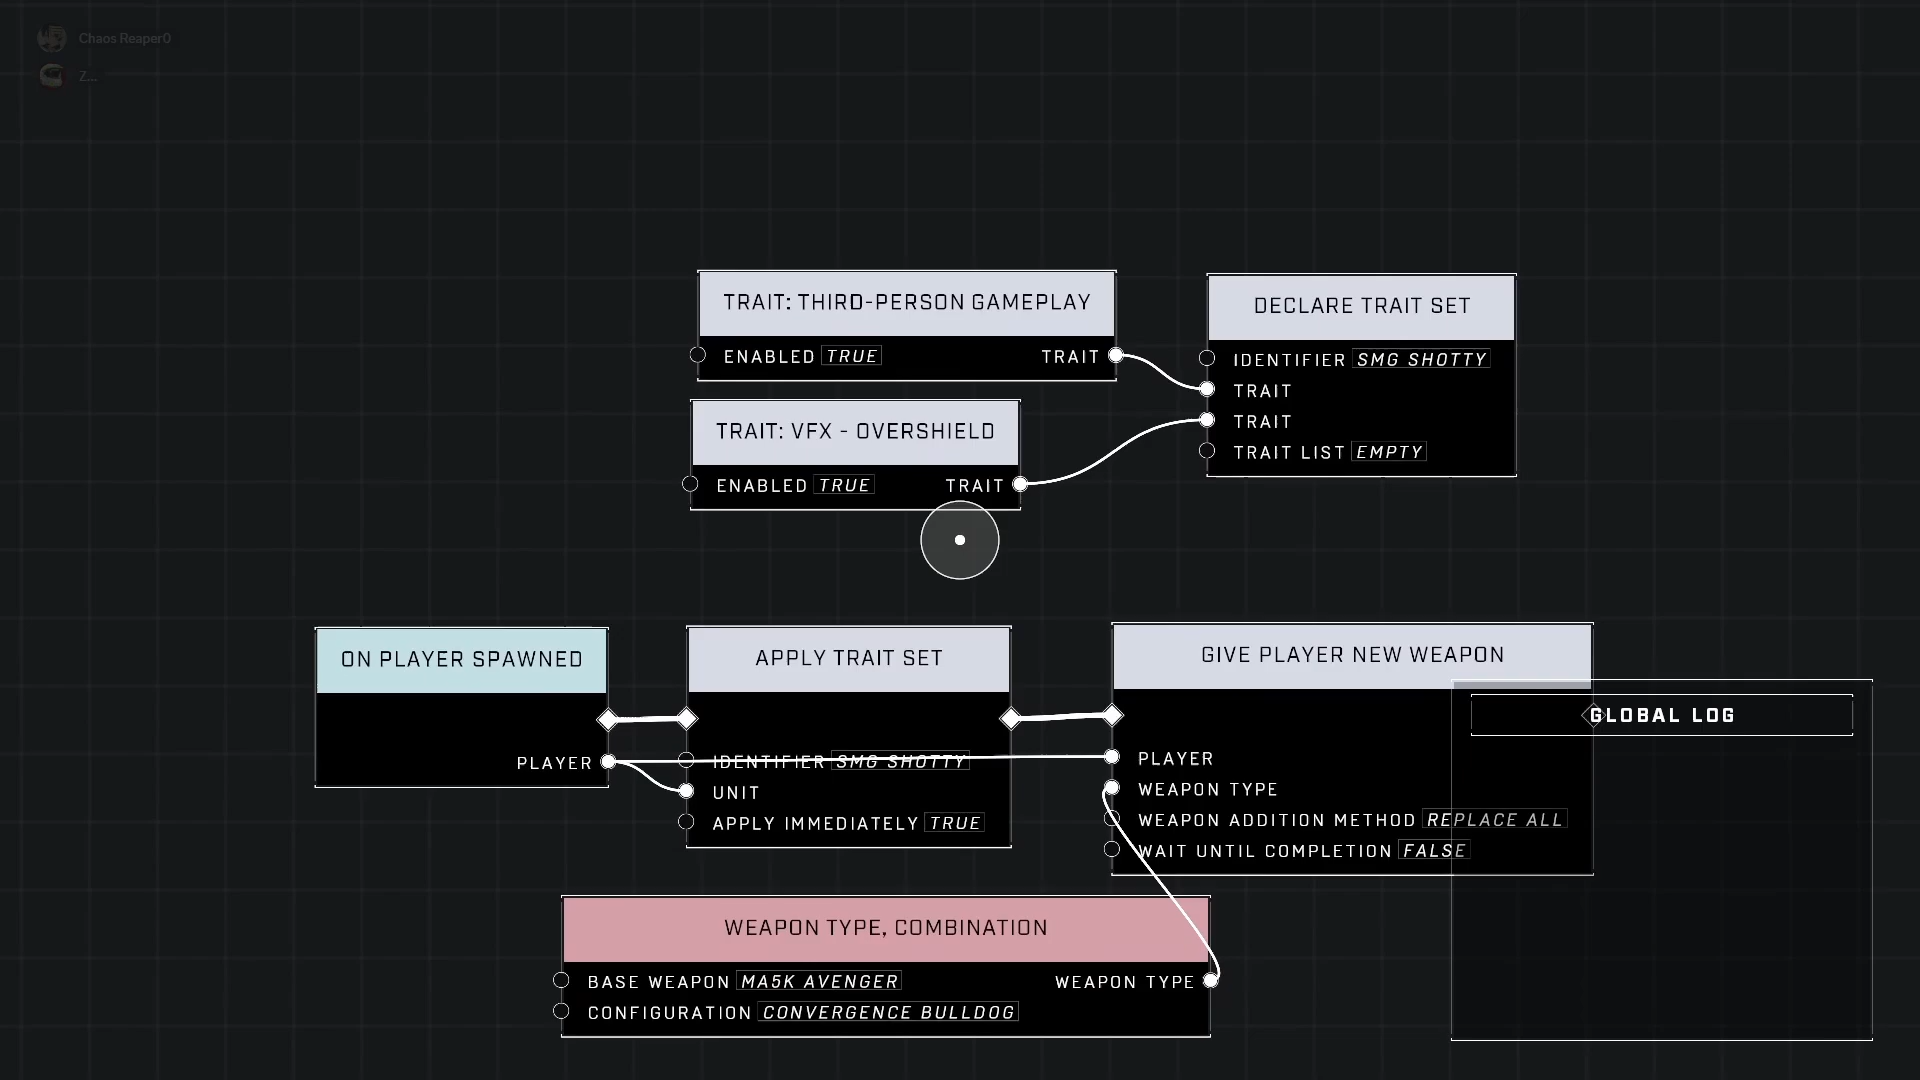 Chaos Reaper0
Z...
TRAIT: THIRD-PERSON GAMEPLAY
ENABLED TRUE TRAIT
TRAIT: VFX - OVERSHIELD
ENABLED TRUE TRAIT
DECLARE TRAIT SET
IDENTIFIER SMG SHOTTY
TRAIT
TRAIT
TRAIT LIST EMPTY
ON PLAYER SPAWNED
PLAYER
APPLY TRAIT SET
IDENTIFIER SMG SHOTTY
UNIT
APPLY IMMEDIATELY TRUE
GIVE PLAYER NEW WEAPON
PLAYER
WEAPON TYPE
WEAPON ADDITION METHOD REPLACE ALL
WAIT UNTIL COMPLETION FALSE
GLOBAL LOG
WEAPON TYPE, COMBINATION
BASE WEAPON MA5K AVENGER WEAPON TYPE
CONFIGURATION CONVERGENCE BULLDOG